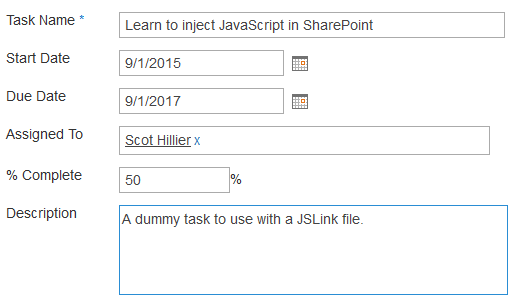 Task Name * Learn to inject JavaScript in SharePoint
Start Date 9/1/2015
Due Date 9/1/2017
Assigned To Scot Hillier x
% Complete 50 %
Description A dummy task to use with a JSLink file.